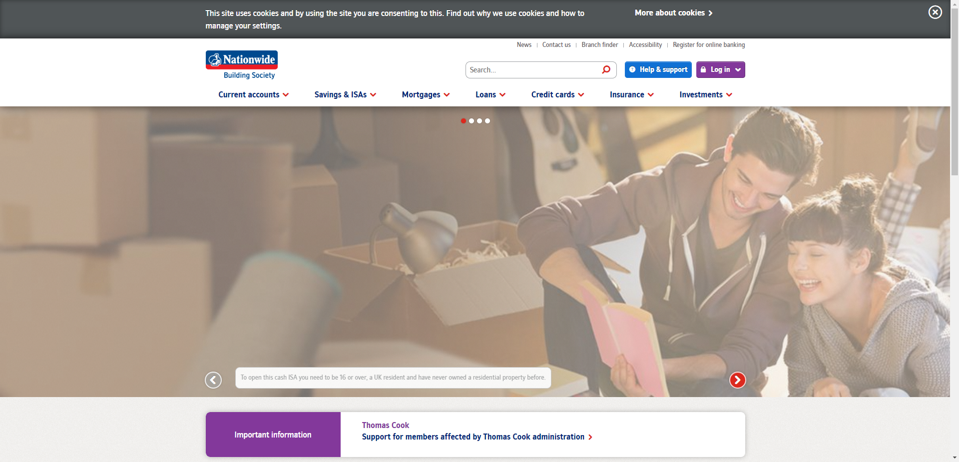 This site uses cookies and by using the site you are consenting to this. Find out why we use cookies and how to
manage your settings.
More about cookies
News
Contact us
Branch finder
Accessibility
Register for online banking
Nationwide
Building Society
Search...
Help & support
Log in
Current accounts
Savings & ISAs
Mortgages
Loans
Credit cards
Insurance
Investments
To open this cash ISA you need to be 16 or over, a UK resident and have never owned a residential property before.
Important information
Thomas Cook
Support for members affected by Thomas Cook administration